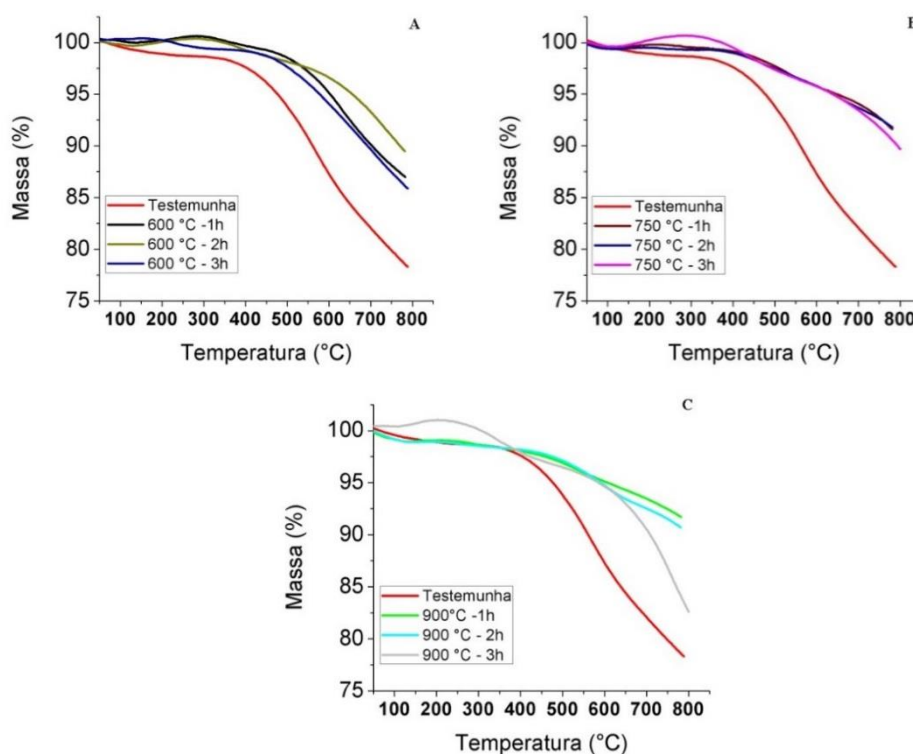 A
Massa (%)
100
95
90
85
80
75
Testemunha
600 °C -1h
600 °C - 2h
600 °C - 3h
100 200 300 400 500 600 700 800
Temperatura (°C)
Massa (%)
100
95
90
85
80
75
Testemunha
750 °C -1h
750 °C - 2h
750 °C - 3h
100 200 300 400 500 600 700 800
Temperatura (°C)
C
Massa (%)
100
95
90
85
80
75
Testemunha
900°C -1h
900 °C - 2h
900 °C - 3h
100 200 300 400 500 600 700 800
Temperatura (°C)